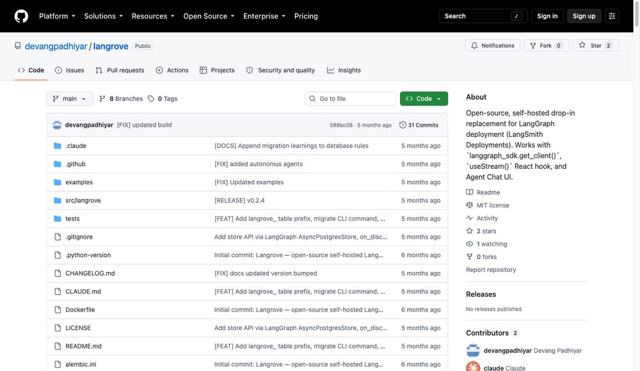 Platform
Solutions
Resources
Open Source
Enterprise
Pricing
Search
/
Sign in
Sign up
devangpadhiyar / langrove
Public
Notifications
Fork 0
Star 2
Code
Issues
Pull requests
Actions
Projects
Security and quality
Insights
main
8 Branches
0 Tags
Go to file
Code
devangpadhiyar [FIX] updated build
598bc08 · 5 months ago
31 Commits
.claude [DOCS] Append migration learnings to database rules 5 months ago
.github [FIX] added autonomus agents 5 months ago
examples [FIX] Updated examples 5 months ago
src/langrove [RELEASE] v0.2.4 5 months ago
tests [FEAT] Add langrove_ table prefix, migrate CLI command, ... 5 months ago
.gitignore Add store API via LangGraph AsyncPostgresStore, on_disc... 5 months ago
.python-version Initial commit: Langrove — open-source self-hosted Lang... 6 months ago
CHANGELOG.md [FIX] docs updated version bumped 5 months ago
CLAUDE.md [FEAT] Add langrove_ table prefix, migrate CLI command, ... 5 months ago
Dockerfile Initial commit: Langrove — open-source self-hosted Lang... 6 months ago
LICENSE Add store API via LangGraph AsyncPostgresStore, on_disc... 5 months ago
README.md [FEAT] Add langrove_ table prefix, migrate CLI command, ... 5 months ago
alembic.ini Initial commit: Langrove — open-source self-hosted Lang... 6 months ago
About
Open-source, self-hosted drop-in
replacement for LangGraph
deployment (LangSmith
Deployments). Works with
`langgraph_sdk.get_client()`,
`useStream()` React hook, and
Agent Chat UI.
Readme
MIT license
Activity
2 stars
1 watching
0 forks
Report repository
Releases
No releases published
Contributors 2
devangpadhiyar Devang Padhiyar
claude Claude